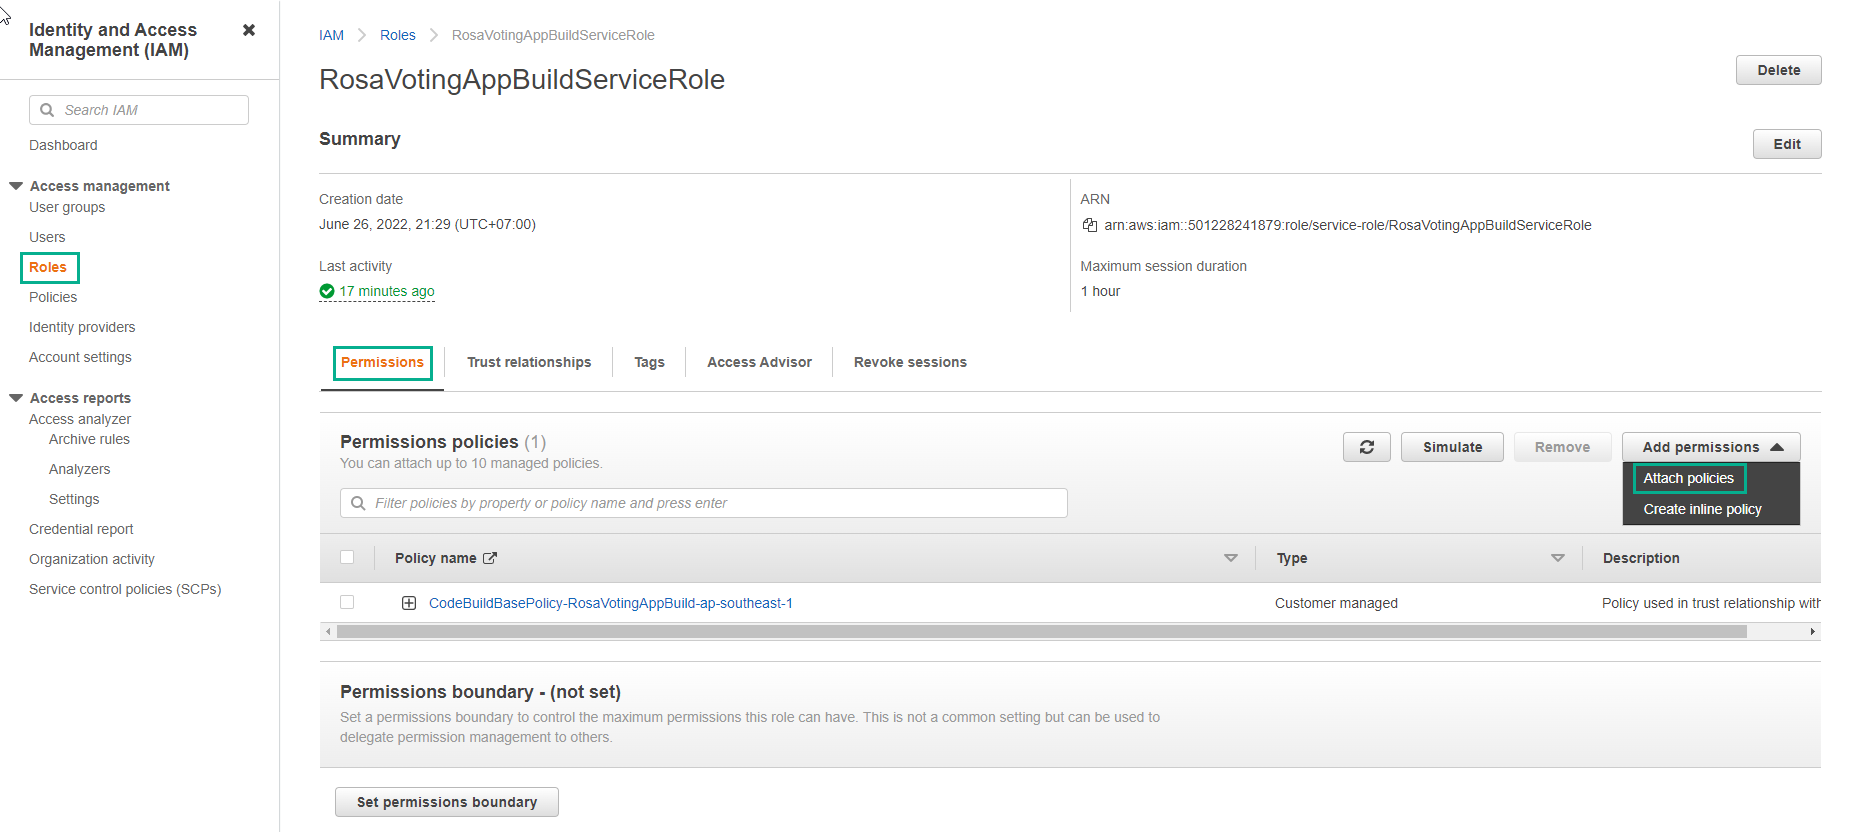 Identity and Access
Management (IAM)
Search IAM
Dashboard
Access management
User groups
Users
Roles
Policies
Identity providers
Account settings
Access reports
Access analyzer
Archive rules
Analyzers
Settings
Credential report
Organization activity
Service control policies (SCPs)
IAM Roles RosaVotingAppBuildServiceRole
RosaVotingAppBuildServiceRole
Delete
Summary
Edit
Creation date
June 26, 2022, 21:29 (UTC+07:00)
ARN
arn:aws:iam::501228241879:role/service-role/RosaVotingAppBuildServiceRole
Last activity
17 minutes ago
Maximum session duration
1 hour
Permissions Trust relationships Tags Access Advisor Revoke sessions
Permissions policies (1)
You can attach up to 10 managed policies.
Simulate Remove Add permissions
Attach policies
Create inline policy
Filter policies by property or policy name and press enter
Policy name Type Description
CodeBuildBasePolicy-RosaVotingAppBuild-ap-southeast-1 Customer managed Policy used in trust relationship with
Permissions boundary - (not set)
Set a permissions boundary to control the maximum permissions this role can have. This is not a common setting but can be used to
delegate permission management to others.
Set permissions boundary